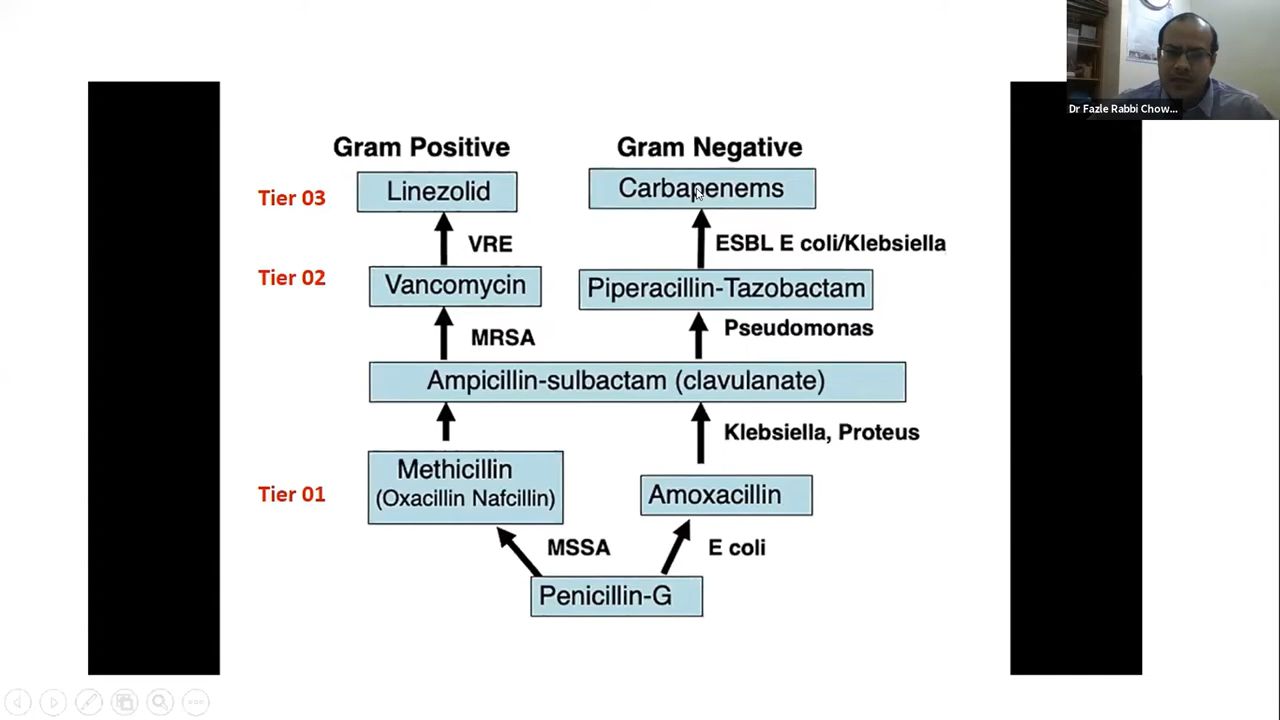 Dr Fazle Rabbi Chow...
Gram Positive
Gram Negative
Tier 03
Linezolid
Carbapenems
VRE
ESBL E coli/Klebsiella
Tier 02
Vancomycin
Piperacillin-Tazobactam
MRSA
Pseudomonas
Ampicillin-sulbactam (clavulanate)
Klebsiella, Proteus
Tier 01
Methicillin
(Oxacillin Nafcillin)
Amoxacillin
MSSA
E coli
Penicillin-G